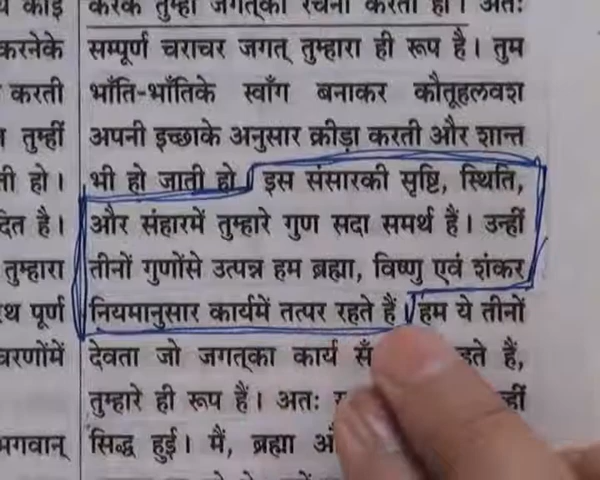 करके तुम्हीं जगत्‌की रचना करती हो। अतः
सम्पूर्ण चराचर जगत् तुम्हारा ही रूप है। तुम
भाँति-भाँतिके स्वाँग बनाकर कौतूहलवश
अपनी इच्छाके अनुसार क्रीड़ा करती और शान्त
भी हो जाती हो। इस संसारकी सृष्टि, स्थिति,
और संहारमें तुम्हारे गुण सदा समर्थ हैं। उन्हीं
तीनों गुणोंसे उत्पन्न हम ब्रह्मा, विष्णु एवं शंकर
नियमानुसार कार्यमें तत्पर रहते हैं। हम ये तीनों
देवता जो जगत्‌का कार्य
तुम्हारे ही रूप हैं। अतः
सिद्ध हुई। मैं, ब्रह्मा
कोई
करनेके
करती
तुम्हीं
हो।
है।
तुम्हारा
पूर्ण
भगवान्